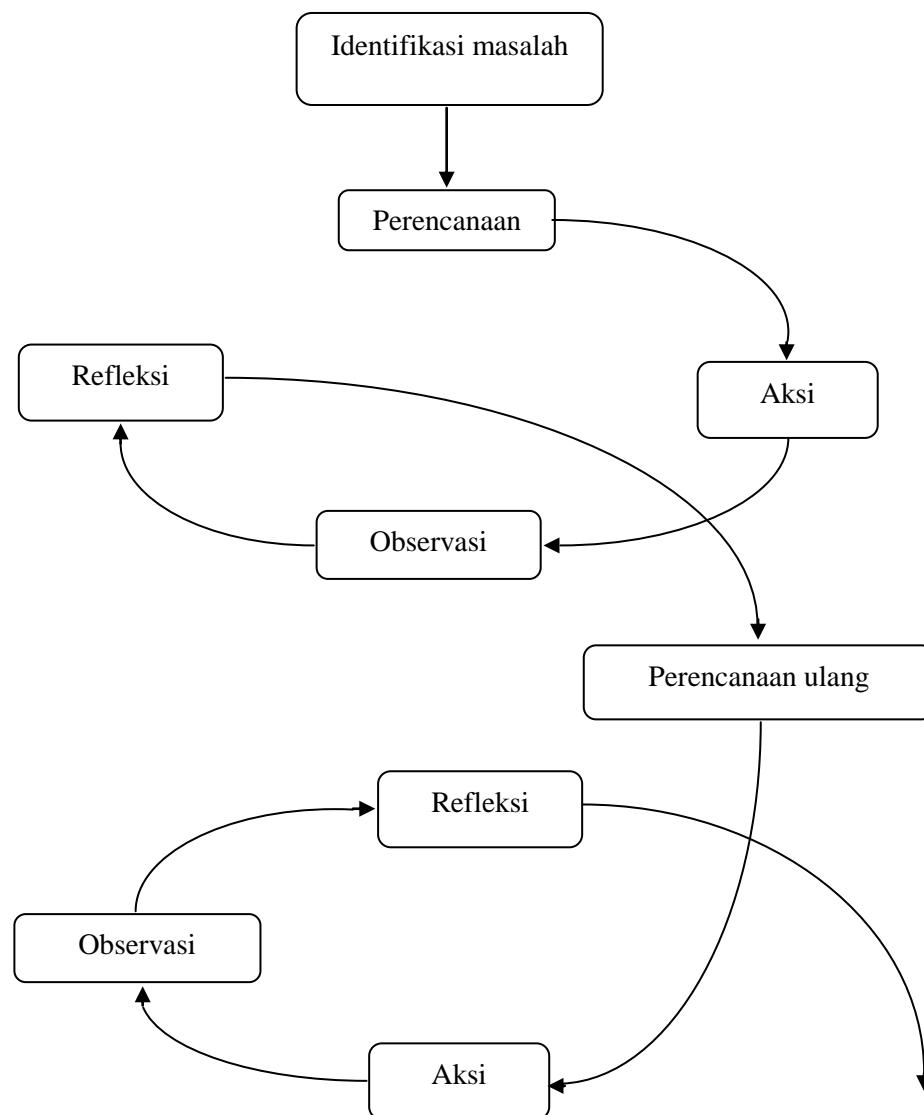 Identifikasi masalah
Perencanaan
Aksi
Refleksi
Observasi
Perencanaan ulang
Refleksi
Observasi
Aksi